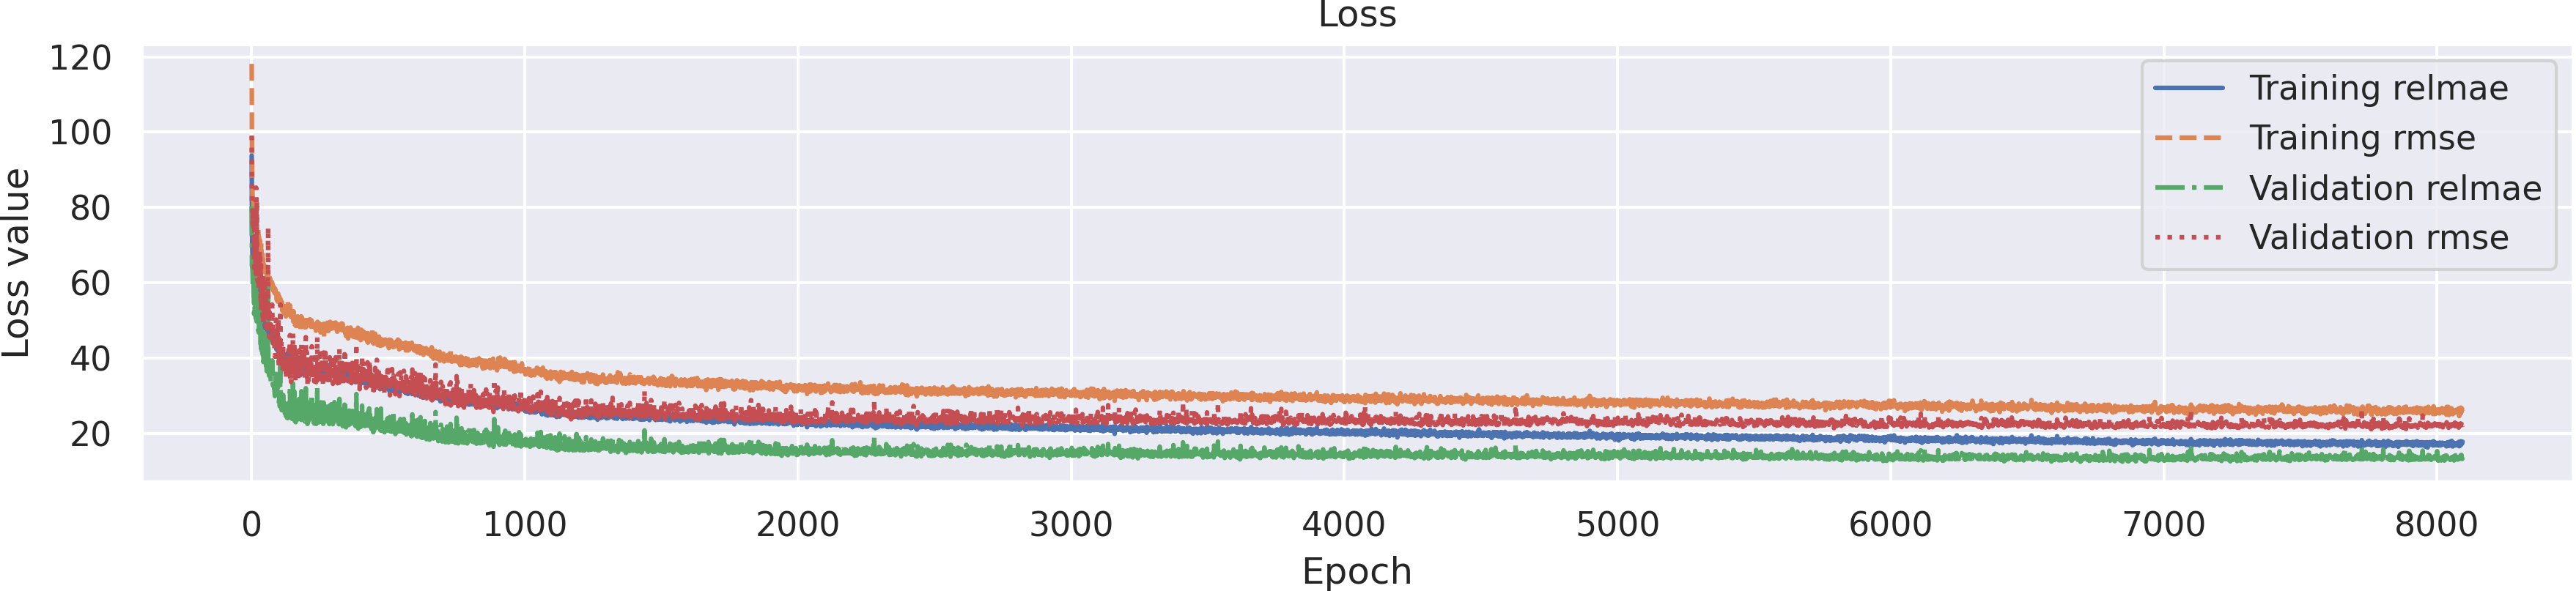 Loss
120
100
80
60
40
20
Loss value
Training relmae
Training rmse
Validation relmae
Validation rmse
0 1000 2000 3000 4000 5000 6000 7000 8000
Epoch